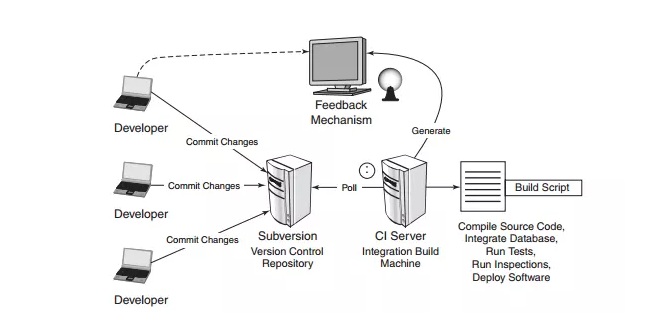 Feedback
Mechanism
Developer
Generate
Commit Changes
Commit Changes
Poll
Build Script
Developer
Commit Changes
Subversion
Version Control
Repository
CI Server
Integration Build
Machine
Compile Source Code,
Integrate Database,
Run Tests,
Run Inspections,
Deploy Software
Developer